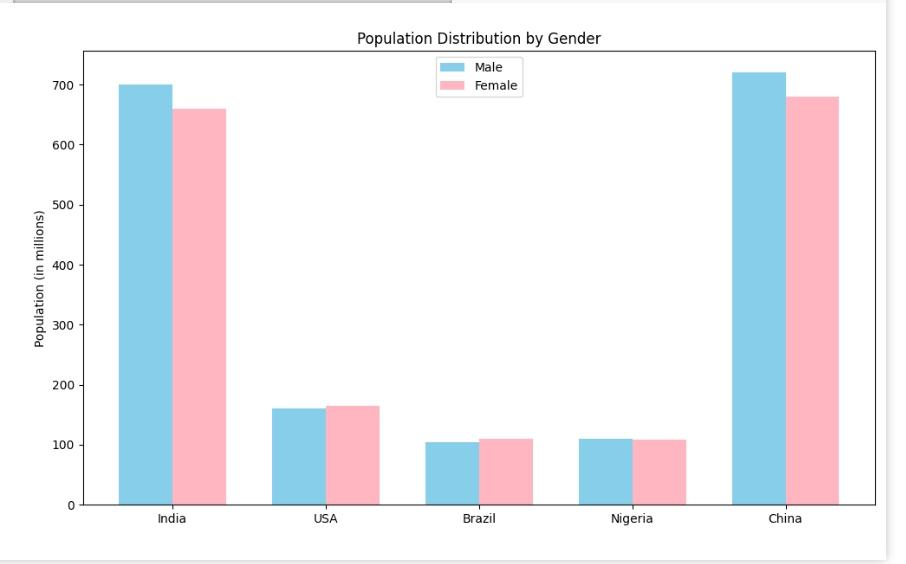 Population Distribution by Gender
Male
Female
Population (in millions)
700
600
500
400
300
200
100
0
India
USA
Brazil
Nigeria
China